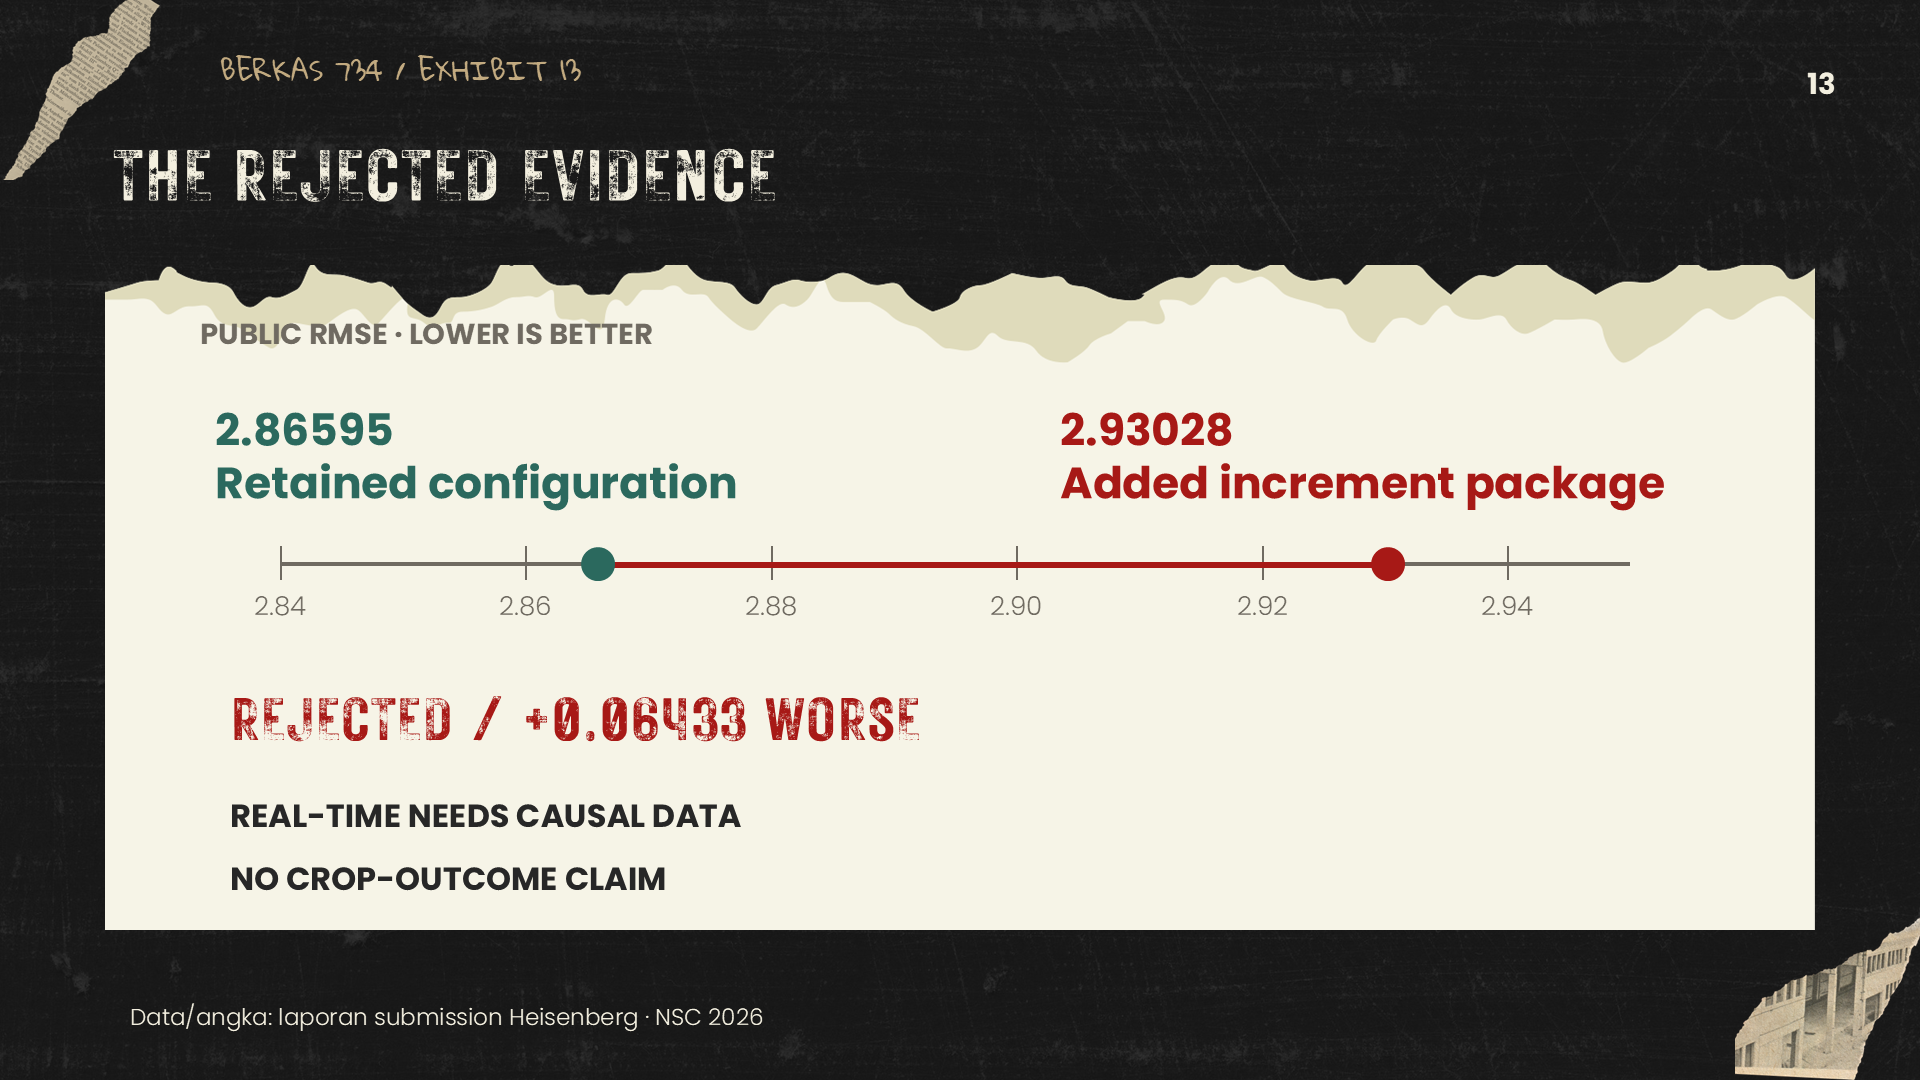 BERKAS 734 / EXHIBIT 13
13
THE REJECTED EVIDENCE
PUBLIC RMSE · LOWER IS BETTER
2.86595
Retained configuration
2.93028
Added increment package
2.84 2.86 2.88 2.90 2.92 2.94
REJECTED / +0.06433 WORSE
REAL-TIME NEEDS CAUSAL DATA
NO CROP-OUTCOME CLAIM
Data/angka: laporan submission Heisenberg · NSC 2026